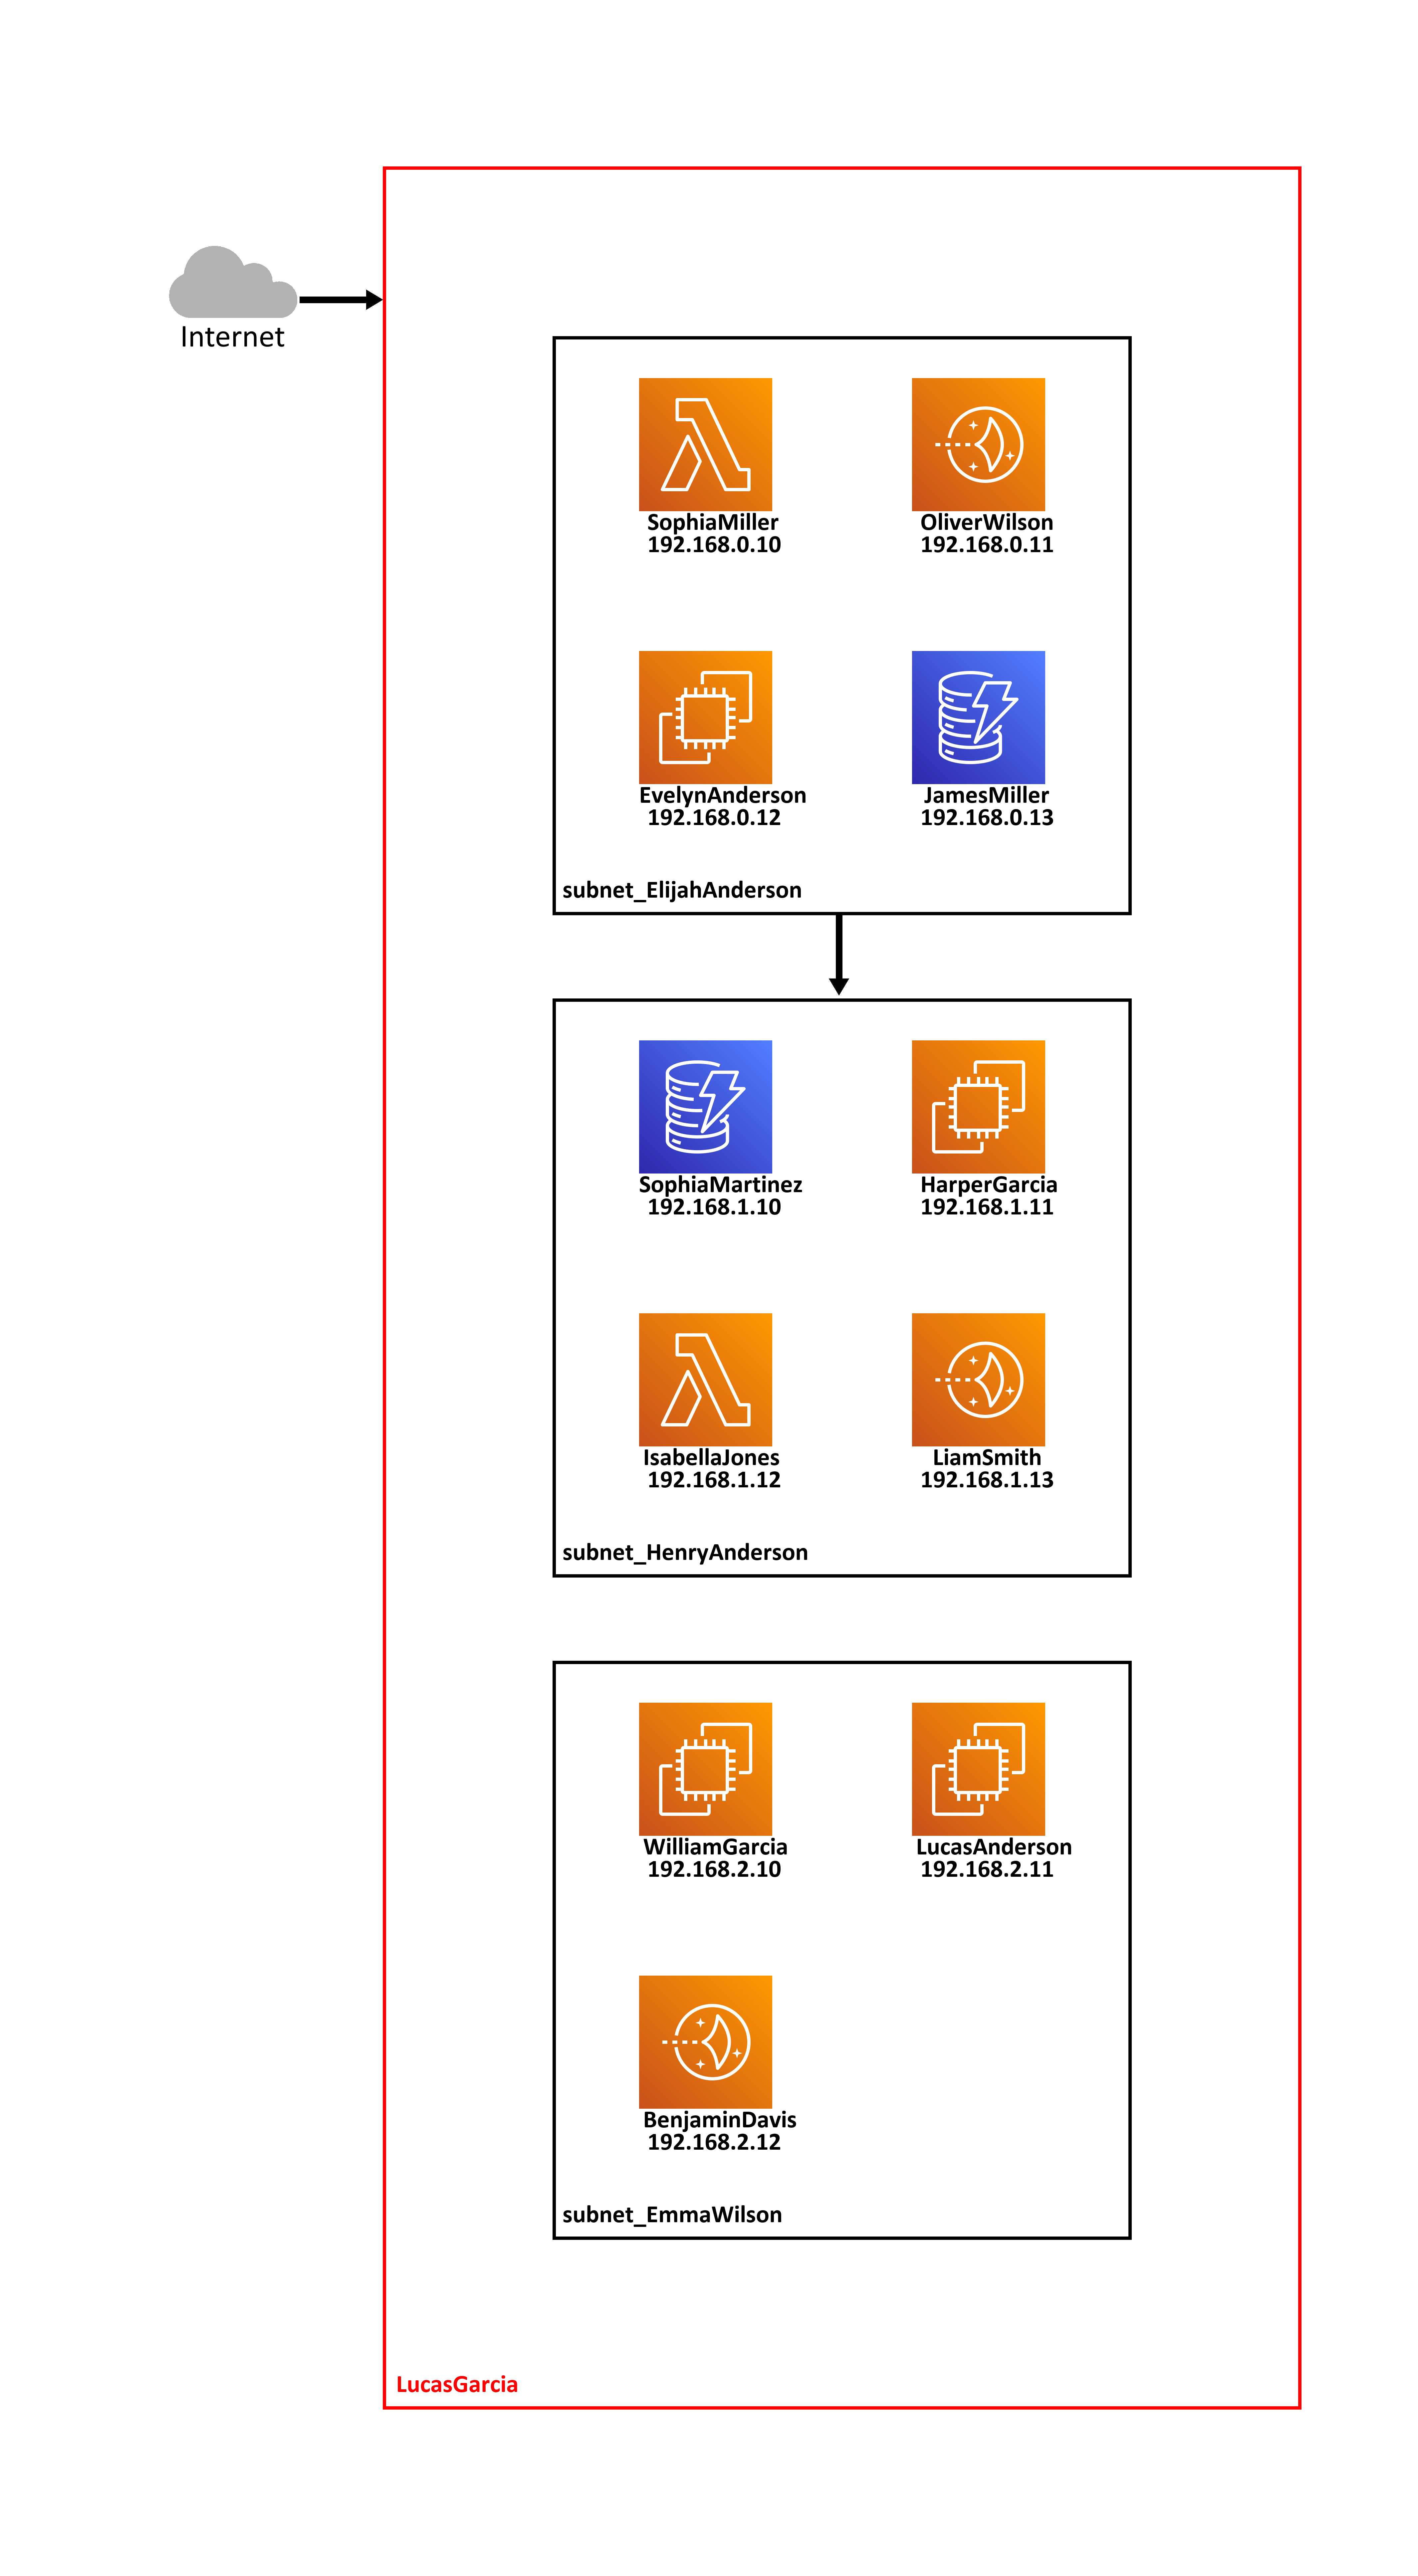 Internet
SophiaMiller
192.168.0.10
OliverWilson
192.168.0.11
EvelynAnderson
192.168.0.12
JamesMiller
192.168.0.13
subnet_ElijahAnderson
SophiaMartinez
192.168.1.10
HarperGarcia
192.168.1.11
IsabellaJones
192.168.1.12
LiamSmith
192.168.1.13
subnet_HenryAnderson
WilliamGarcia
192.168.2.10
LucasAnderson
192.168.2.11
BenjaminDavis
192.168.2.12
subnet_EmmaWilson
LucasGarcia